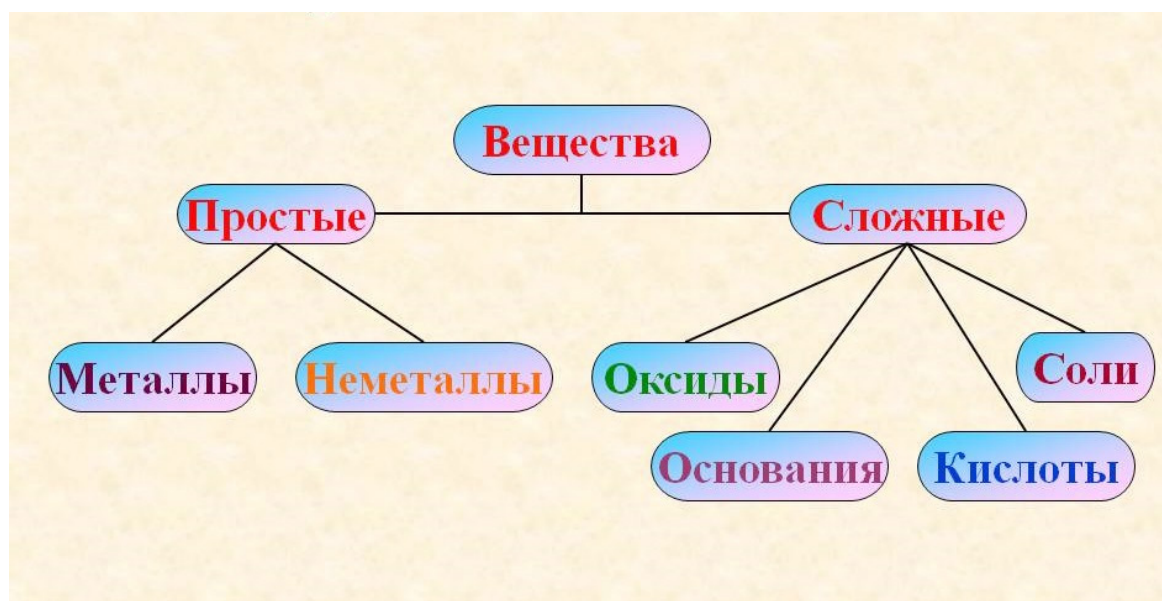 Вещества
Простые
Сложные
Металлы
Неметаллы
Оксиды
Соли
Основания
Кислоты